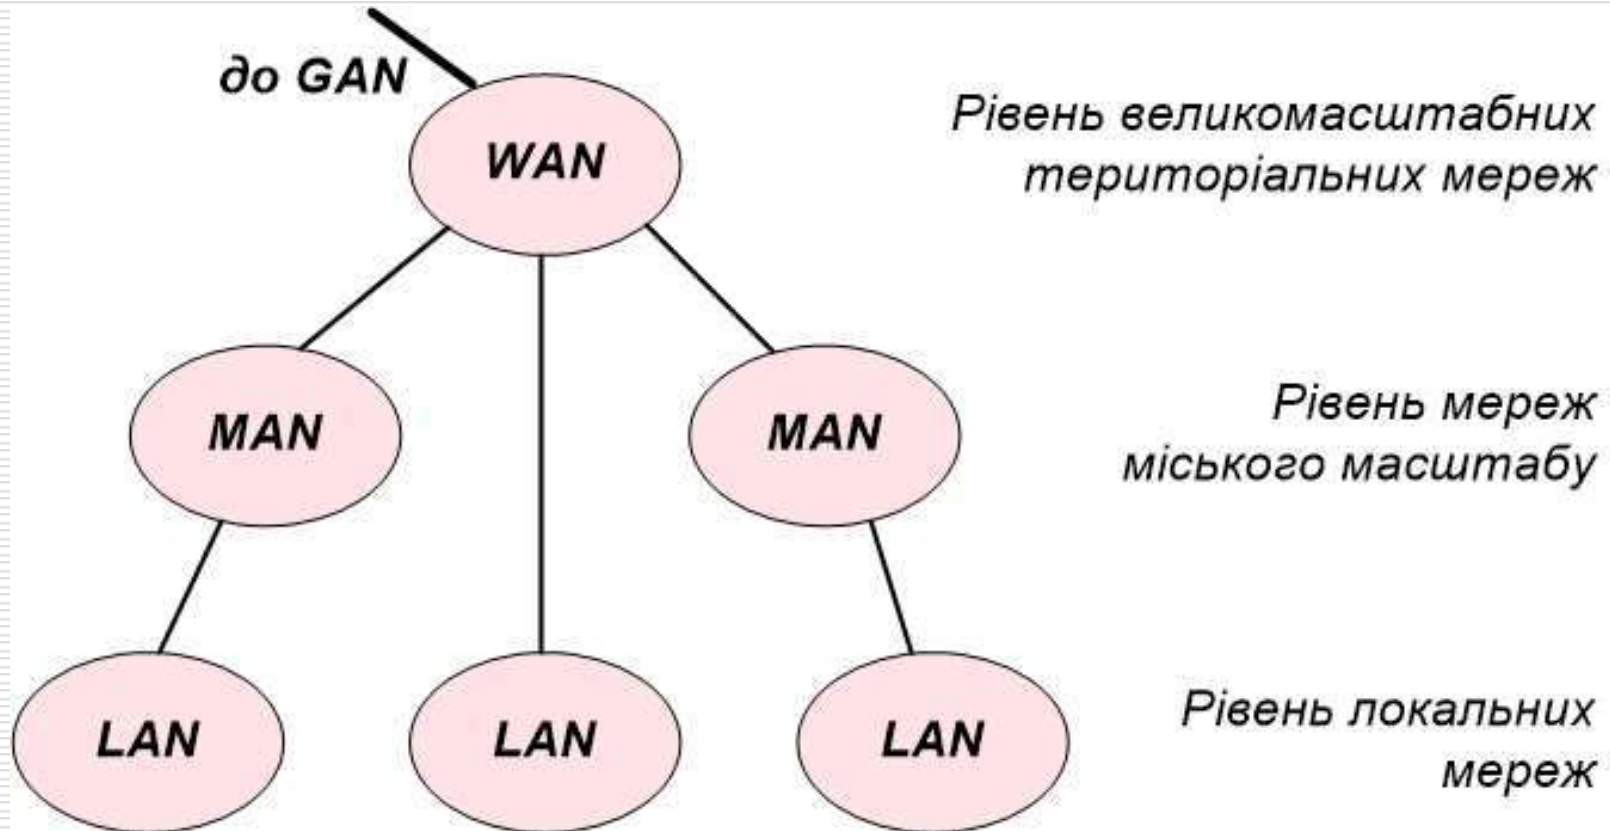 до GAN
WAN
Рівень великомасштабних
територіальних мереж
MAN
MAN
Рівень мереж
міського масштабу
LAN
LAN
LAN
Рівень локальних
мереж